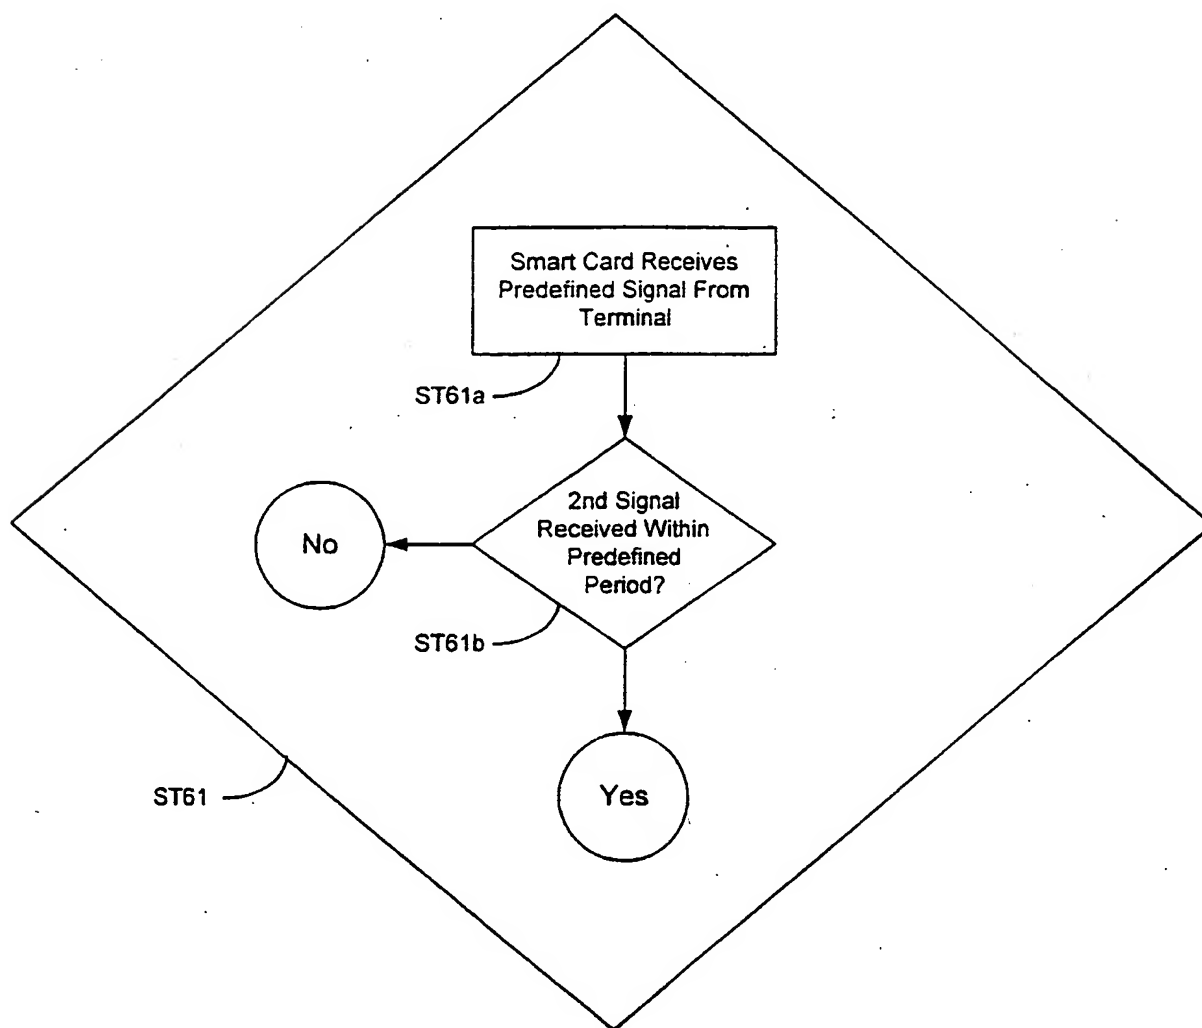 Smart Card Receives
Predefined Signal From
Terminal
ST61a
2nd Signal
Received Within
Predefined
Period?
No
ST61b
ST61
Yes